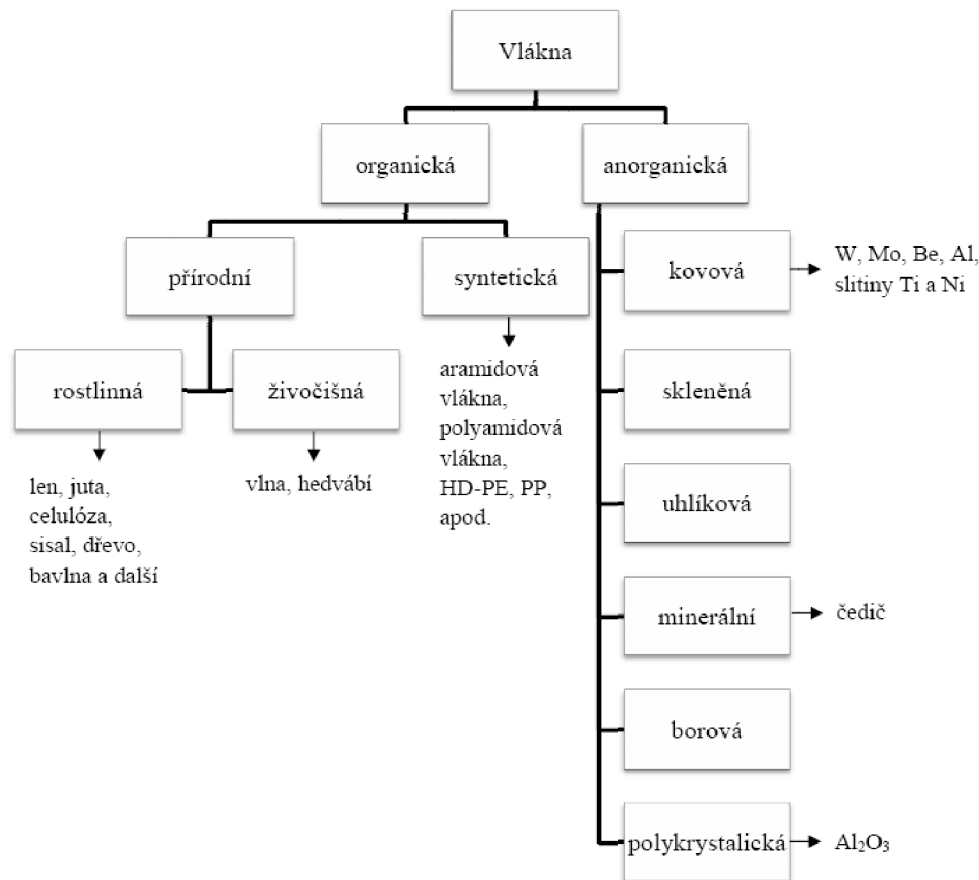 Vlákna
organická
anorganická
přírodní
syntetická
kovová
W, Mo, Be, Al,
slitiny Ti a Ni
rostlinná
živočišná
aramidová
vlákna,
polyamidová
vlákna,
HD-PE, PP,
apod.
skleněná
len, juta,
celulóza,
sisal, dřevo,
bavlna a další
vlna, hedvábí
uhlíková
minerální
čedič
borová
polykrystalická
Al₂O₃